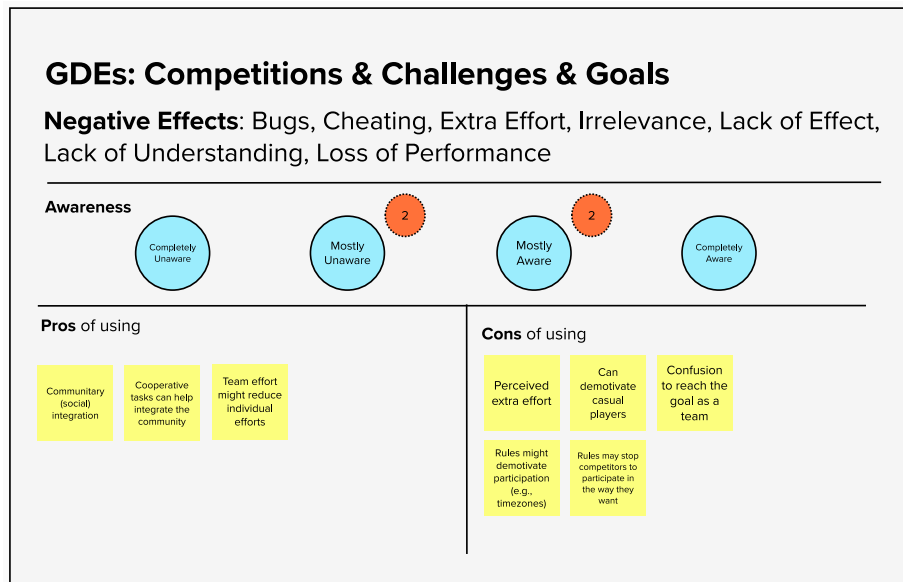 GDEs: Competitions & Challenges & Goals
Negative Effects: Bugs, Cheating, Extra Effort, Irrelevance, Lack of Effect,
Lack of Understanding, Loss of Performance
Awareness
Completely
Unaware
Mostly
Unaware
2
Mostly
Aware
2
Completely
Aware
Pros of using
Communitary
(social)
integration
Cooperative
tasks can help
integrate the
community
Team effort
might reduce
individual
efforts
Cons of using
Perceived
extra effort
Can
demotivate
casual
players
Confusion
to reach the
goal as a
team
Rules might
demotivate
participation
(e.g.,
timezones)
Rules may stop
competitors to
participate in
the way they
want